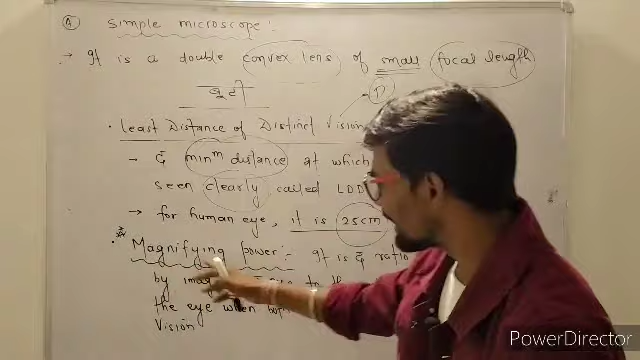 Simple microscope:
→ It is a double convex lens of small focal length
D
Least Distance of Distinct Vision
→ minm distance at which
seen clearly called LDD
→ for human eye, it is 25cm
* Magnifying power:- It is ratio
by to
the eye when
Vision
PowerDirector